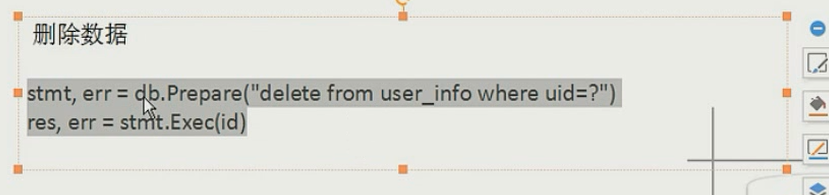 删除数据
stmt, err = db.Prepare("delete from user_info where uid=?")
res, err = stmt.Exec(id)